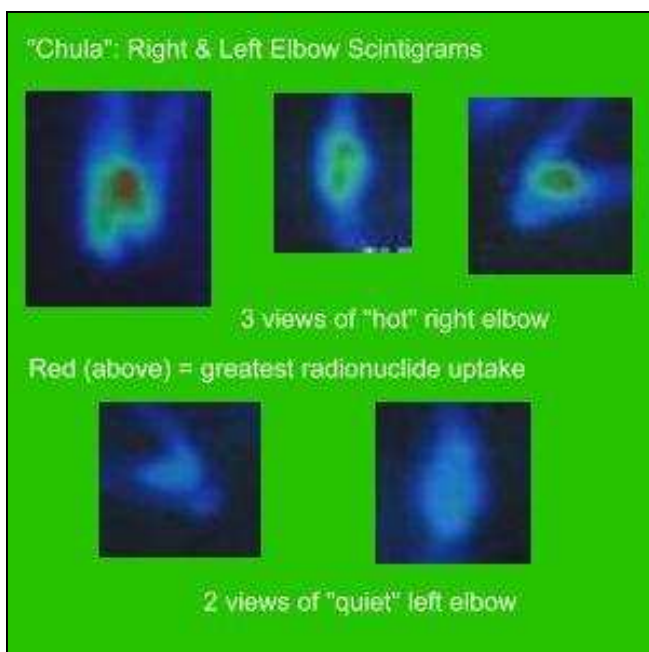 "Chula": Right & Left Elbow Scintigrams
3 views of "hot" right elbow
Red (above) = greatest radionuclide uptake
2 views of "quiet" left elbow